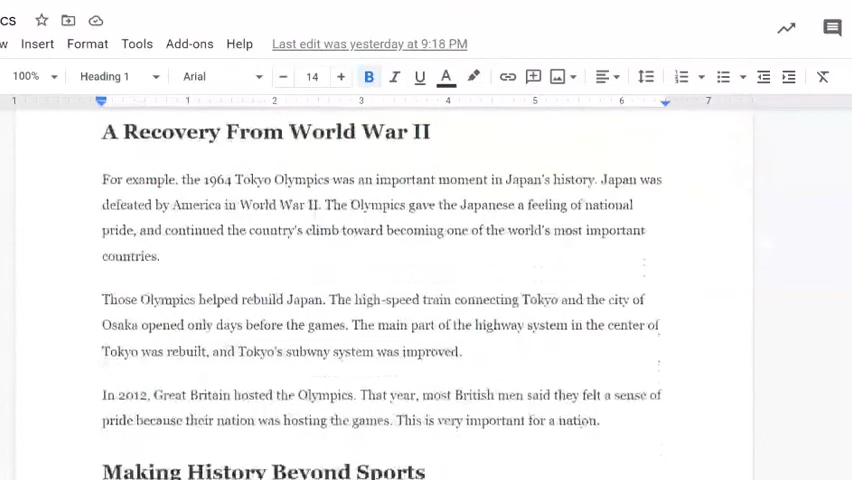 cs
w Insert Format Tools Add-ons Help Last edit was yesterday at 9:18 PM
100% Heading 1 Arial 14 B I U A
1 1 2 3 4 5 6 7
A Recovery From World War II
For example, the 1964 Tokyo Olympics was an important moment in Japan's history. Japan was
defeated by America in World War II. The Olympics gave the Japanese a feeling of national
pride, and continued the country's climb toward becoming one of the world's most important
countries.
Those Olympics helped rebuild Japan. The high-speed train connecting Tokyo and the city of
Osaka opened only days before the games. The main part of the highway system in the center of
Tokyo was rebuilt, and Tokyo's subway system was improved.
In 2012, Great Britain hosted the Olympics. That year, most British men said they felt a sense of
pride because their nation was hosting the games. This is very important for a nation.
Making History Beyond Sports